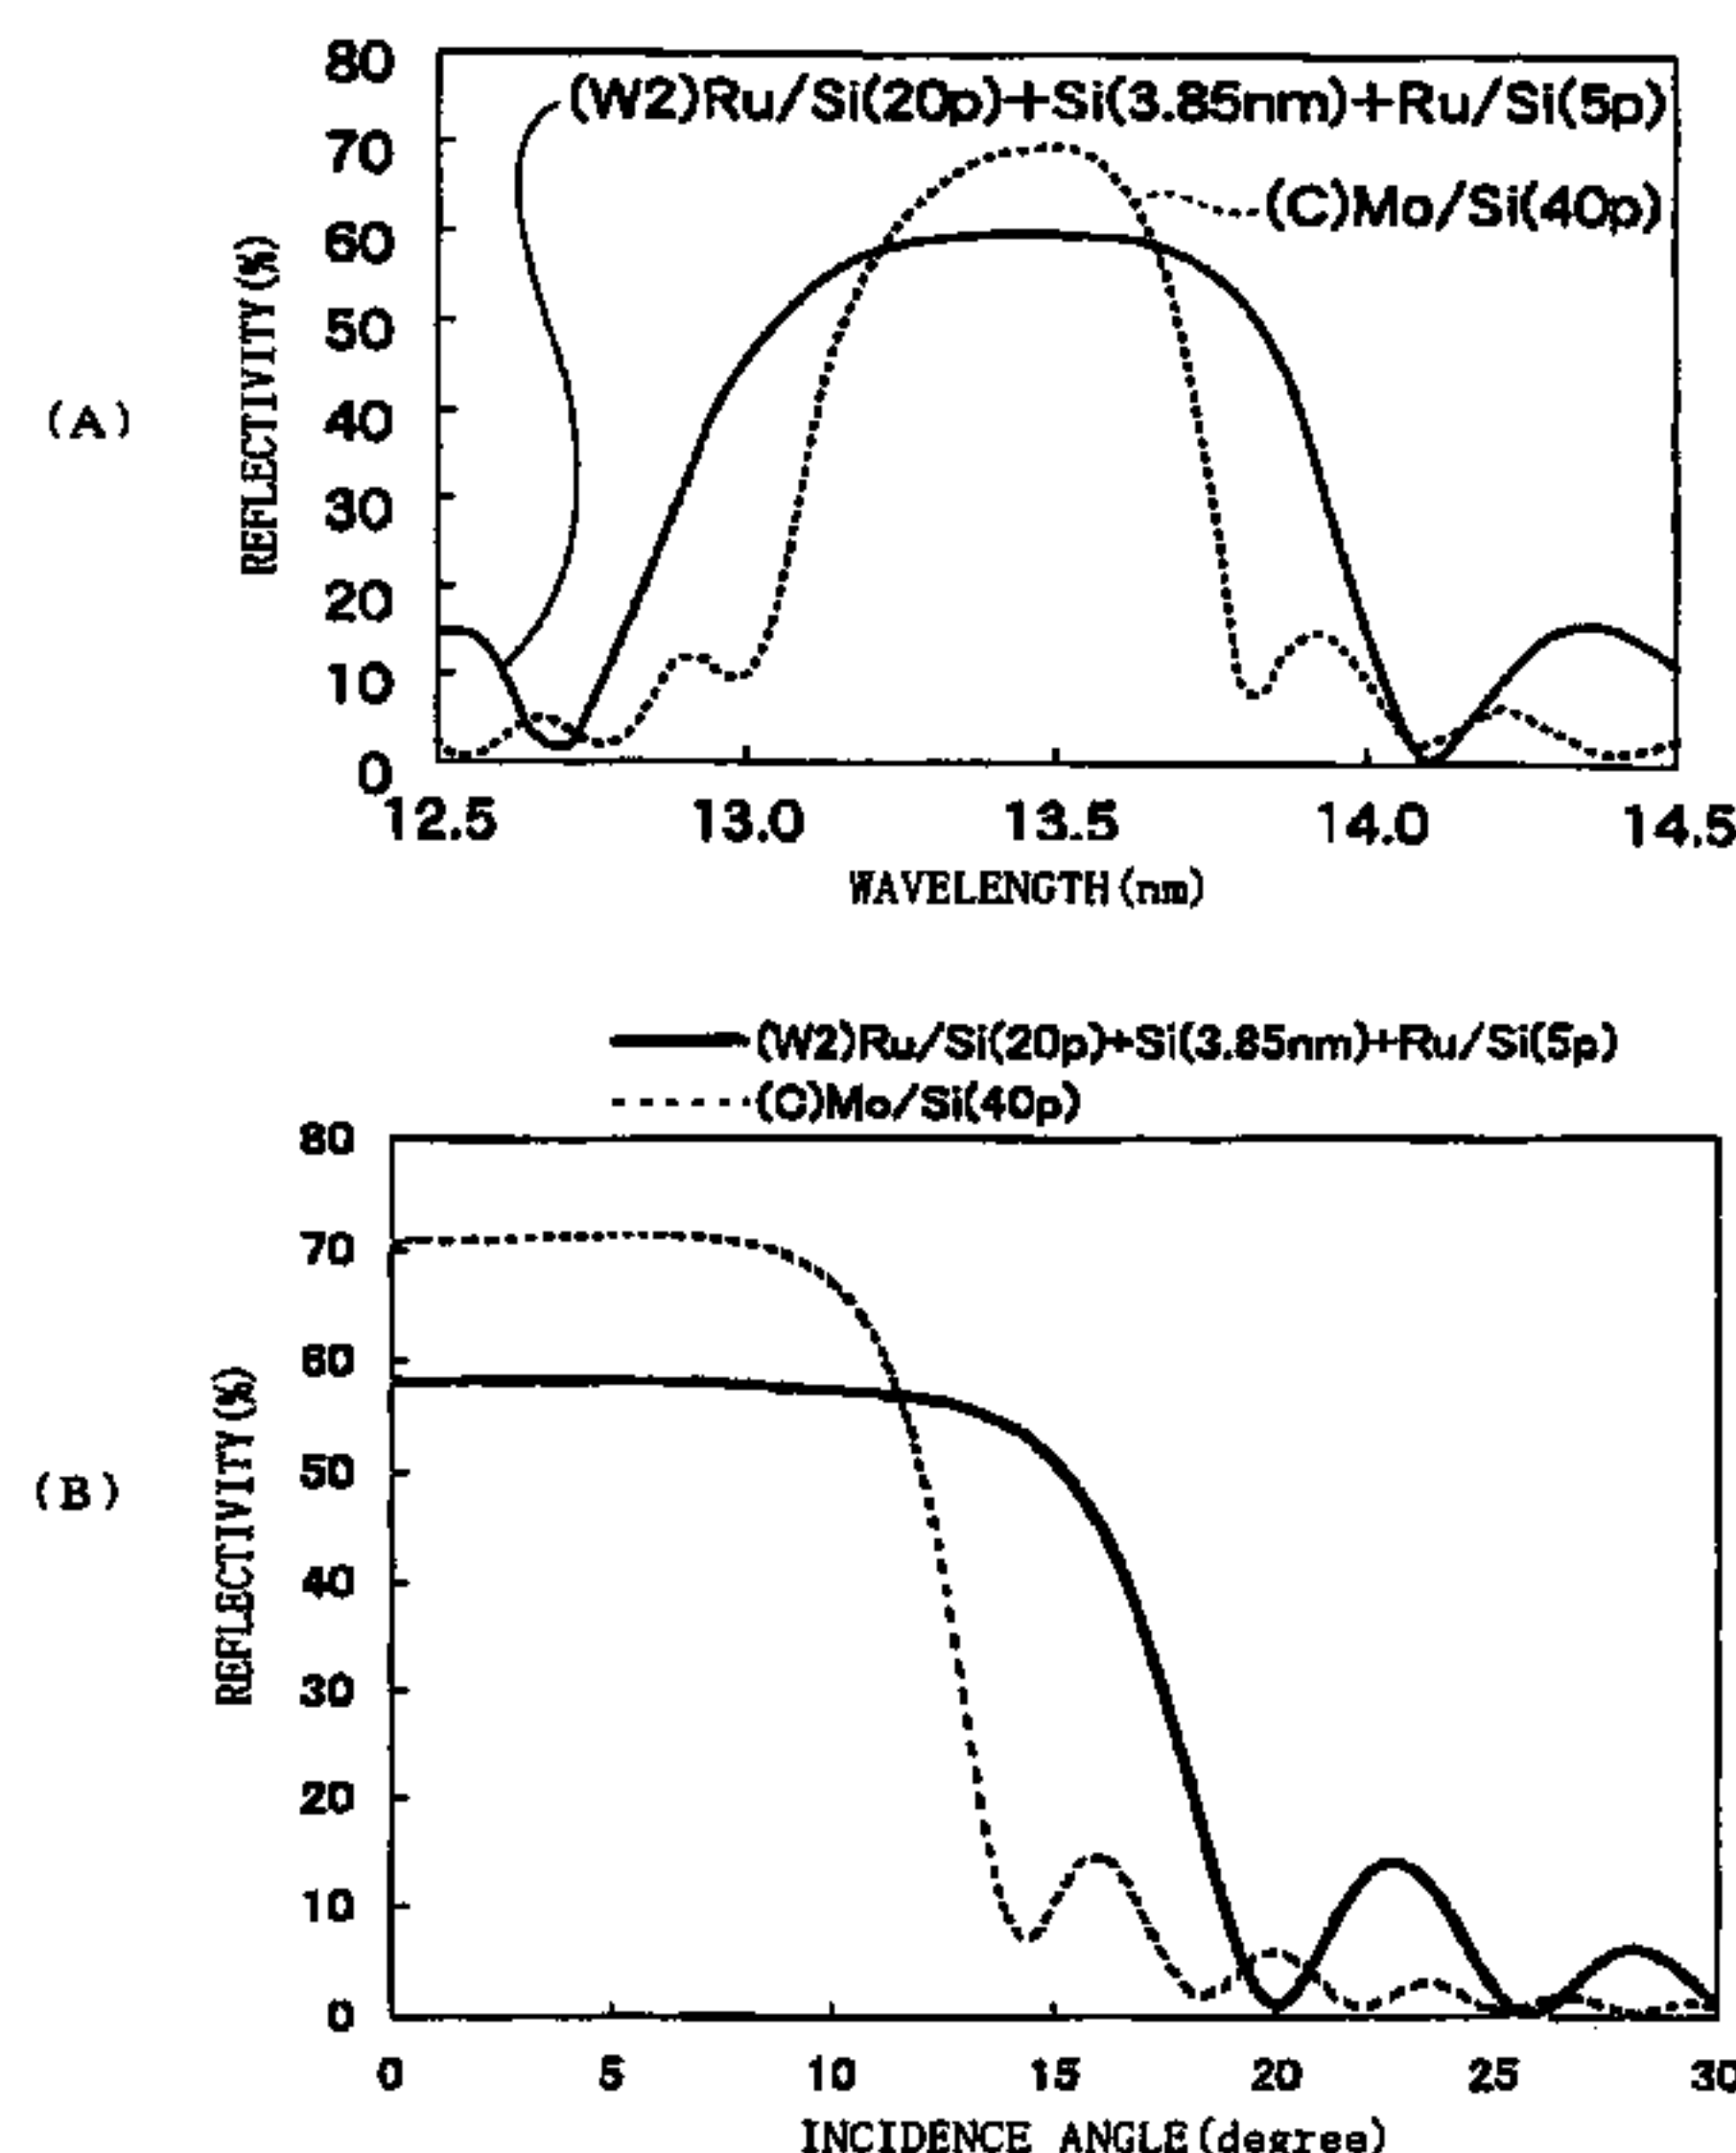 80
(W2)Ru/Si(20p)+Si(3.85nm)+Ru/Si(5p)
70
(C)Mo/Si(40p)
60
50
40
30
20
10
0
REFLECTIVITY(%)
(A)
12.5 13.0 13.5 14.0 14.5
WAVELENGTH(nm)
(W2)Ru/Si(20p)+Si(3.85nm)+Ru/Si(5p)
(C)Mo/Si(40p)
80
70
60
50
40
30
20
10
0
REFLECTIVITY(%)
(B)
0 5 10 15 20 25 30
INCIDENCE ANGLE(degree)